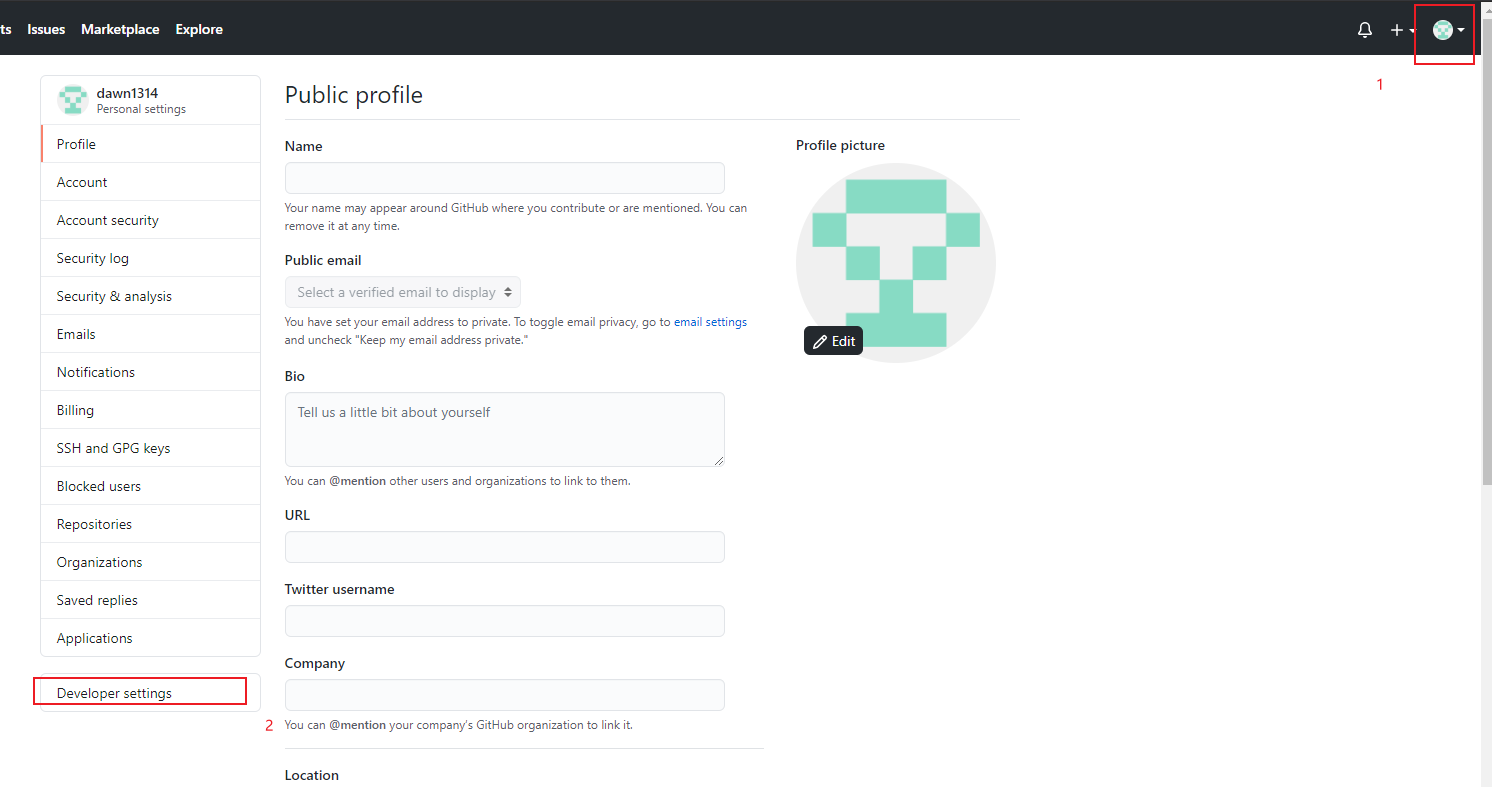 ts Issues Marketplace Explore
1
dawn1314
Personal settings
Profile
Account
Account security
Security log
Security & analysis
Emails
Notifications
Billing
SSH and GPG keys
Blocked users
Repositories
Organizations
Saved replies
Applications
Developer settings
2
Public profile
Name
Your name may appear around GitHub where you contribute or are mentioned. You can
remove it at any time.
Public email
Select a verified email to display
You have set your email address to private. To toggle email privacy, go to email settings
and uncheck "Keep my email address private."
Bio
Tell us a little bit about yourself
You can @mention other users and organizations to link to them.
URL
Twitter username
Company
You can @mention your company's GitHub organization to link it.
Location
Profile picture
Edit